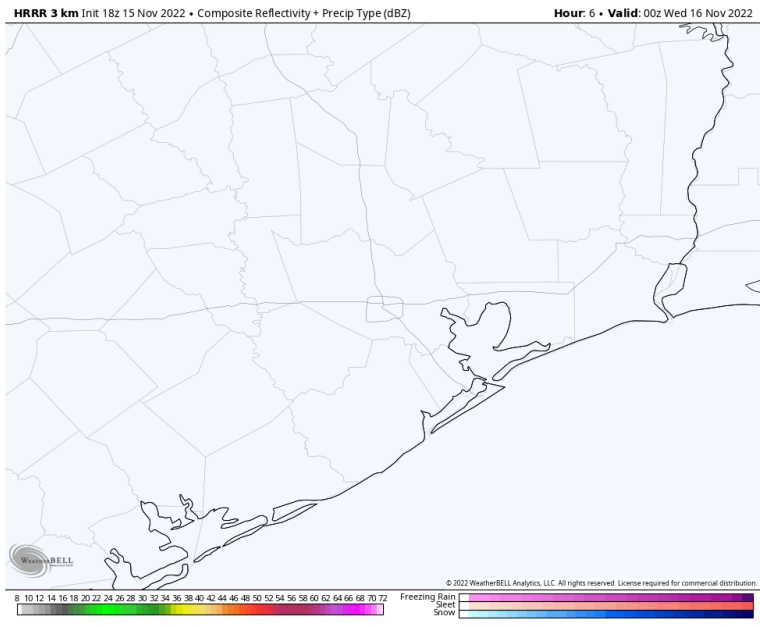 HRRR 3 km Init 18z 15 Nov 2022 • Composite Reflectivity + Precip Type (dBZ) Hour: 6 • Valid: 00z Wed 16 Nov 2022
WEATHERBELL
© 2022 WeatherBELL Analytics, LLC. All rights reserved. License required for commercial distribution.
8 10 12 14 16 18 20 22 24 26 28 30 32 34 36 38 40 42 44 46 48 50 52 54 56 58 60 62 64 66 68 70 72
Freezing Rain
Sleet
Snow